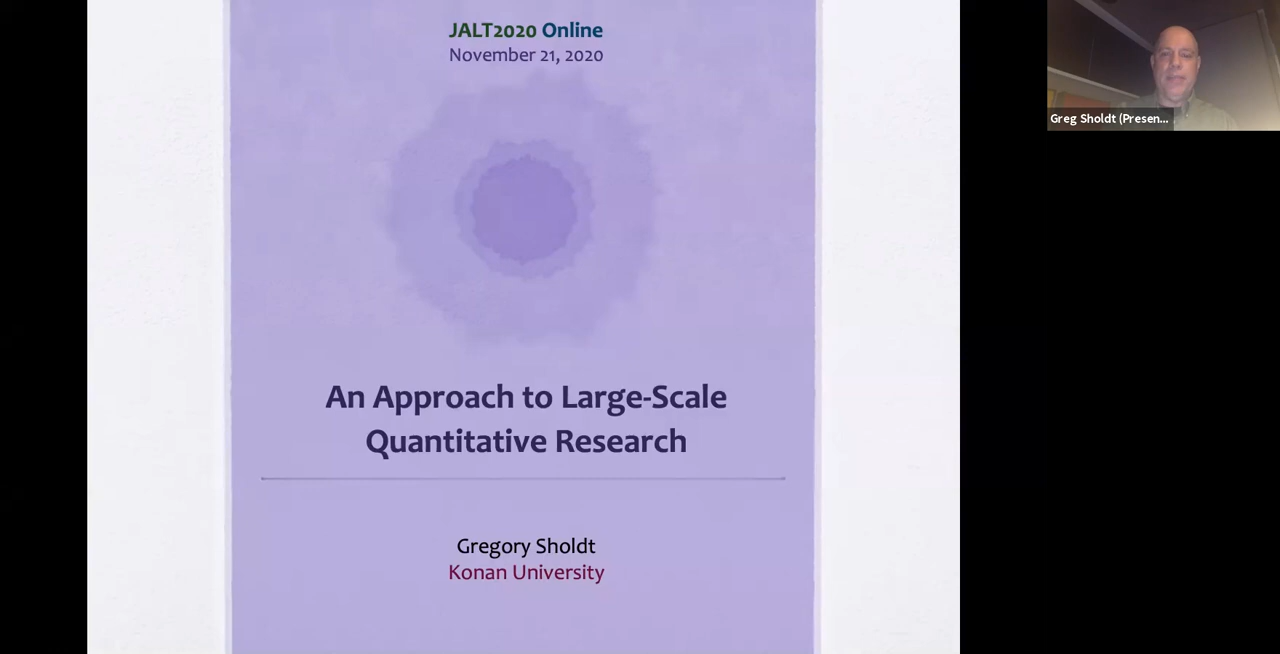 JALT2020 Online
November 21, 2020
An Approach to Large-Scale
Quantitative Research
Gregory Sholdt
Konan University
Greg Sholdt (Presen...